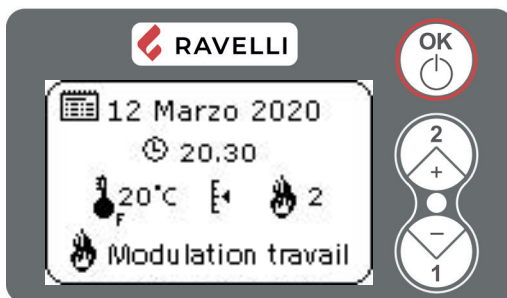 RAVELLI
OK
12 Marzo 2020
20.30
2
+
20°C
F
2
Modulation travail
−
1